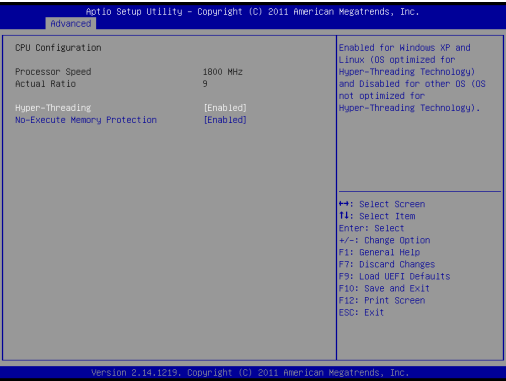 Aptio Setup Utility – Copyright (C) 2011 American Megatrends, Inc.
Advanced
CPU Configuration
Processor Speed 1800 MHz
Actual Ratio 9
Hyper-Threading [Enabled]
No-Execute Memory Protection [Enabled]
Enabled for Windows XP and
Linux (OS optimized for
Hyper-Threading Technology)
and Disabled for other OS (OS
not optimized for
Hyper-Threading Technology).
↔: Select Screen
↑↓: Select Item
Enter: Select
+/-: Change Option
F1: General Help
F7: Discard Changes
F9: Load UEFI Defaults
F10: Save and Exit
F12: Print Screen
ESC: Exit
Version 2.14.1219. Copyright (C) 2011 American Megatrends, Inc.